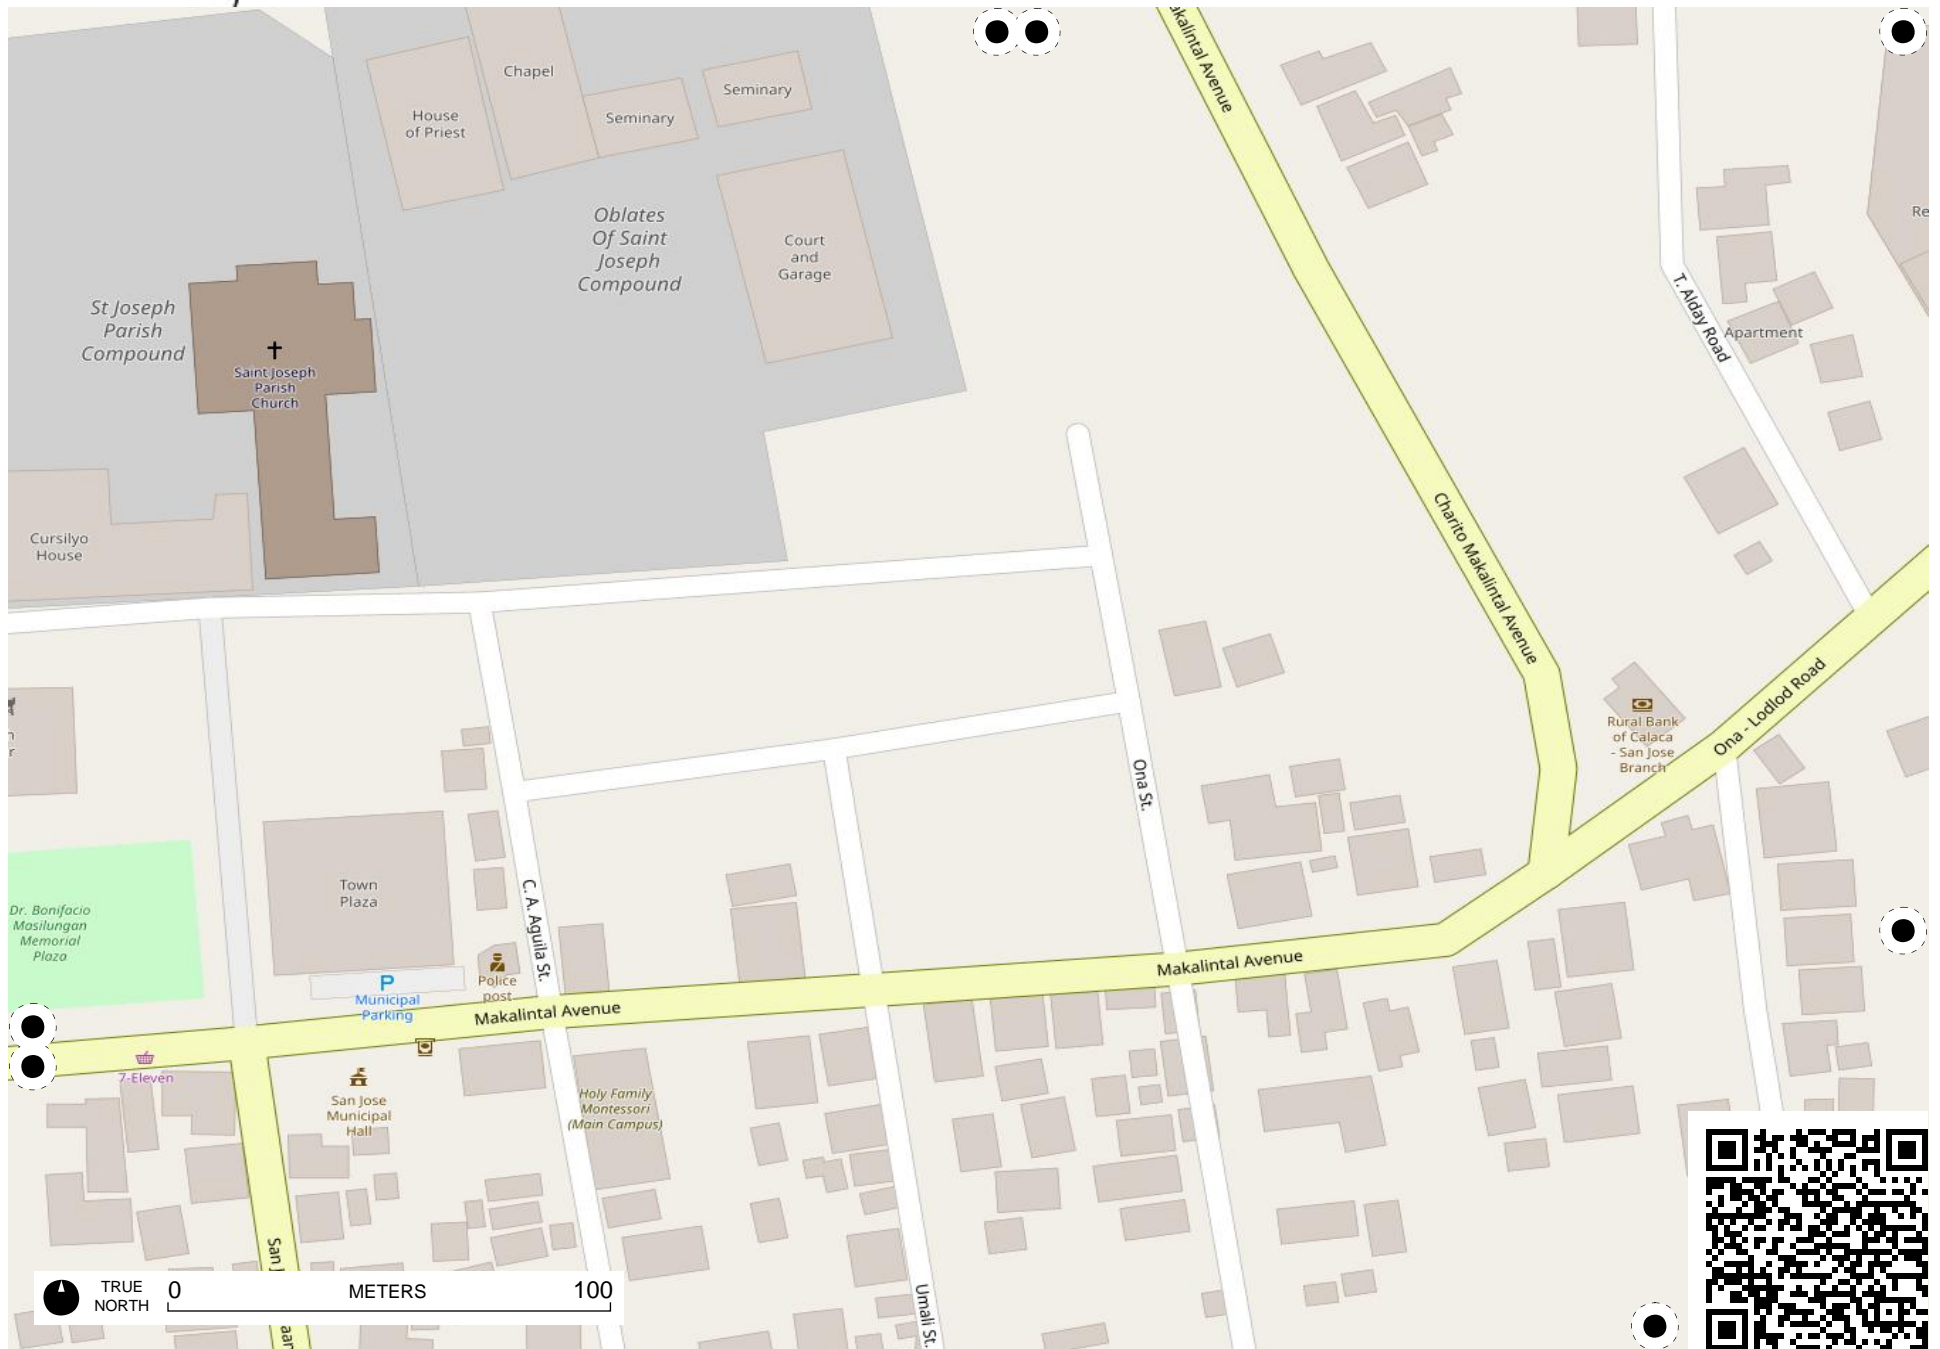 Chapel
House
of Priest
Seminary
Seminary
Makalintal Avenue
Oblates
Of Saint
Joseph
Compound
Court
and
Garage
St Joseph
Parish
Compound
Saint Joseph
Parish
Church
T. Alday Road
Apartment
Re
Cursilyo
House
Charito Makalintal Avenue
Rural Bank
of Calaca
- San Jose
Branch
Ona - Lodlod Road
Ona St.
Town
Plaza
C. A. Aguila St.
Dr. Bonifacio
Masilungan
Memorial
Plaza
Police
post
P
Municipal
Parking
Makalintal Avenue
Makalintal Avenue
7-Eleven
San Jose
Municipal
Hall
Holy Family
Montessori
(Main Campus)
Umali St.
San J
aan
TRUE
NORTH
0 METERS 100